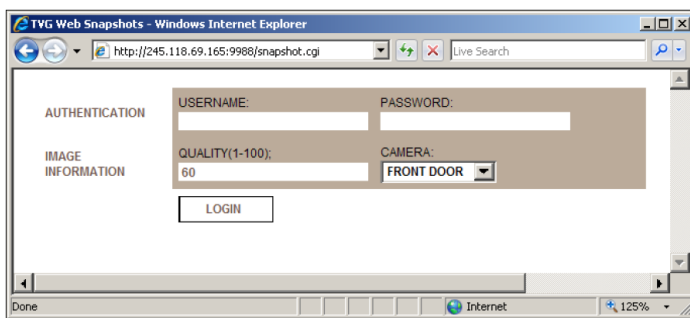 TVG Web Snapshots - Windows Internet Explorer
http://245.118.69.165:9988/snapshot.cgi Live Search
USERNAME: PASSWORD:
AUTHENTICATION
QUALITY(1-100); CAMERA:
IMAGE
INFORMATION
60 FRONT DOOR
LOGIN
Done Internet 125%